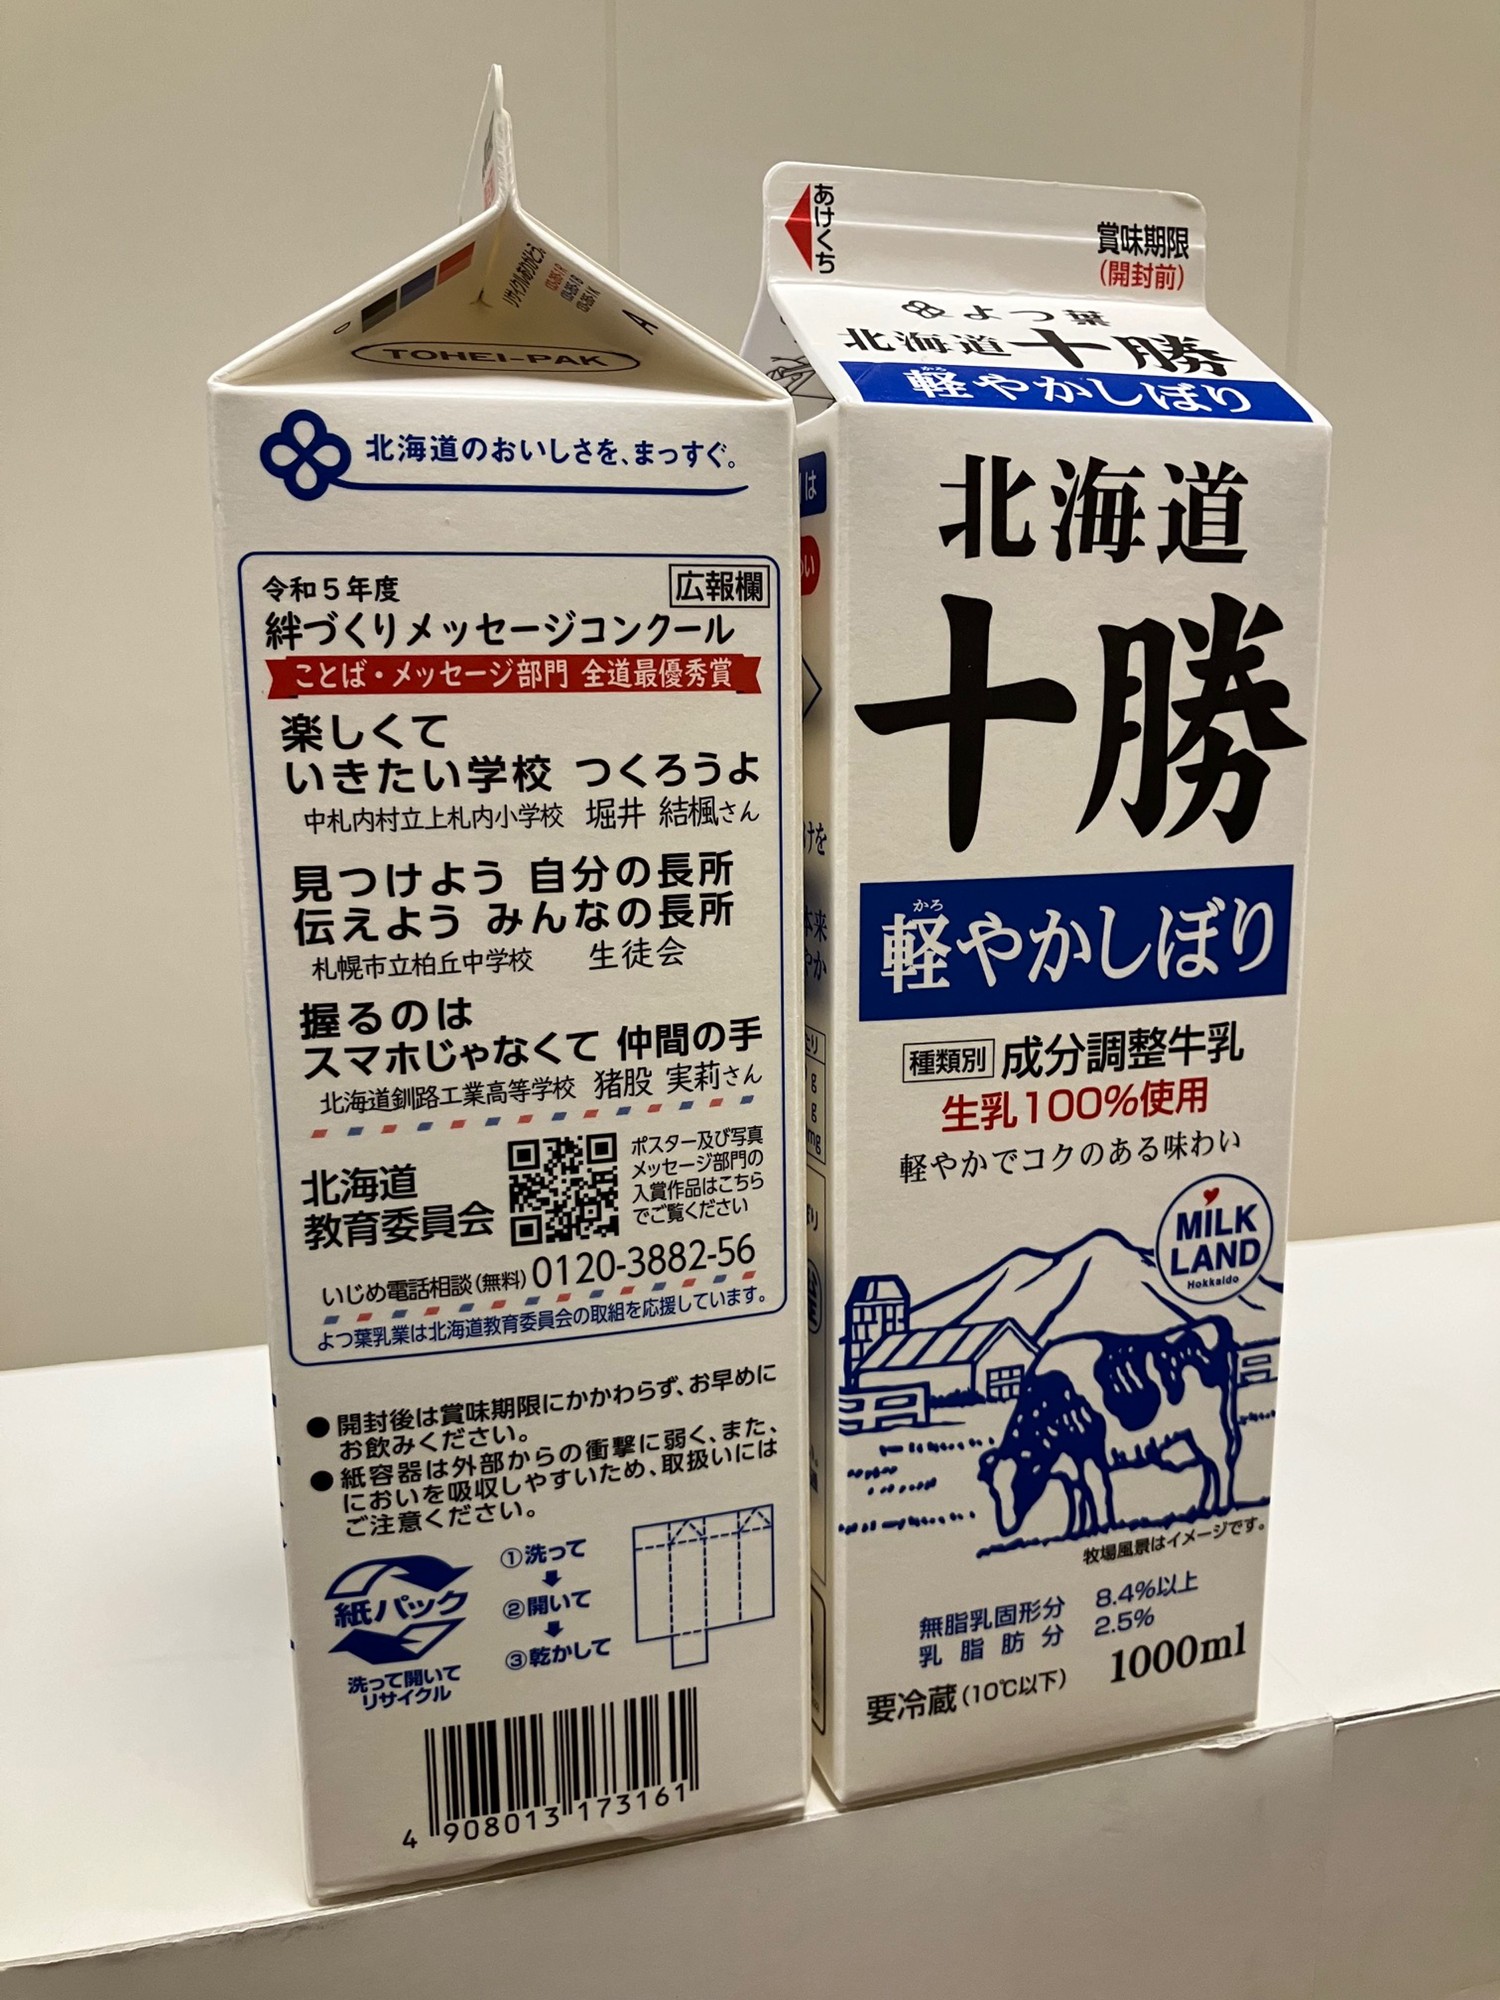 TOHEI-PAK
A
北海道のおいしさを、まっすぐ。
令和5年度
広報欄
絆づくりメッセージコンクール
ことば・メッセージ部門 全道最優秀賞
楽しくて
いきたい学校 つくろうよ
中札内村立上札内小学校 堀井 結楓さん
見つけよう 自分の長所
伝えよう みんなの長所
札幌市立柏丘中学校 生徒会
握るのは
スマホじゃなくて 仲間の手
北海道釧路工業高等学校 猪股 実莉さん
北海道
教育委員会
ポスター及び写真
メッセージ部門の
入賞作品はこちら
でご覧ください
いじめ電話相談(無料)0120-3882-56
よつ葉乳業は北海道教育委員会の取組を応援しています。
●開封後は賞味期限にかかわらず、お早めに
お飲みください。
●紙容器は外部からの衝撃に弱く、また、
においを吸収しやすいため、取扱いには
ご注意ください。
紙パック
洗って開いて
リサイクル
①洗って
②開いて
③乾かして
4 908013 173161
あけくち
賞味期限
(開封前)
よつ葉
北海道十勝
かろ
軽やかしぼり
北海道
十勝
かろ
軽やかしぼり
種類別 成分調整牛乳
生乳100%使用
軽やかでコクのある味わい
MILK
LAND
Hokkaido
牧場風景はイメージです。
無脂乳固形分 8.4%以上
乳脂肪分 2.5%
要冷蔵(10℃以下) 1000ml